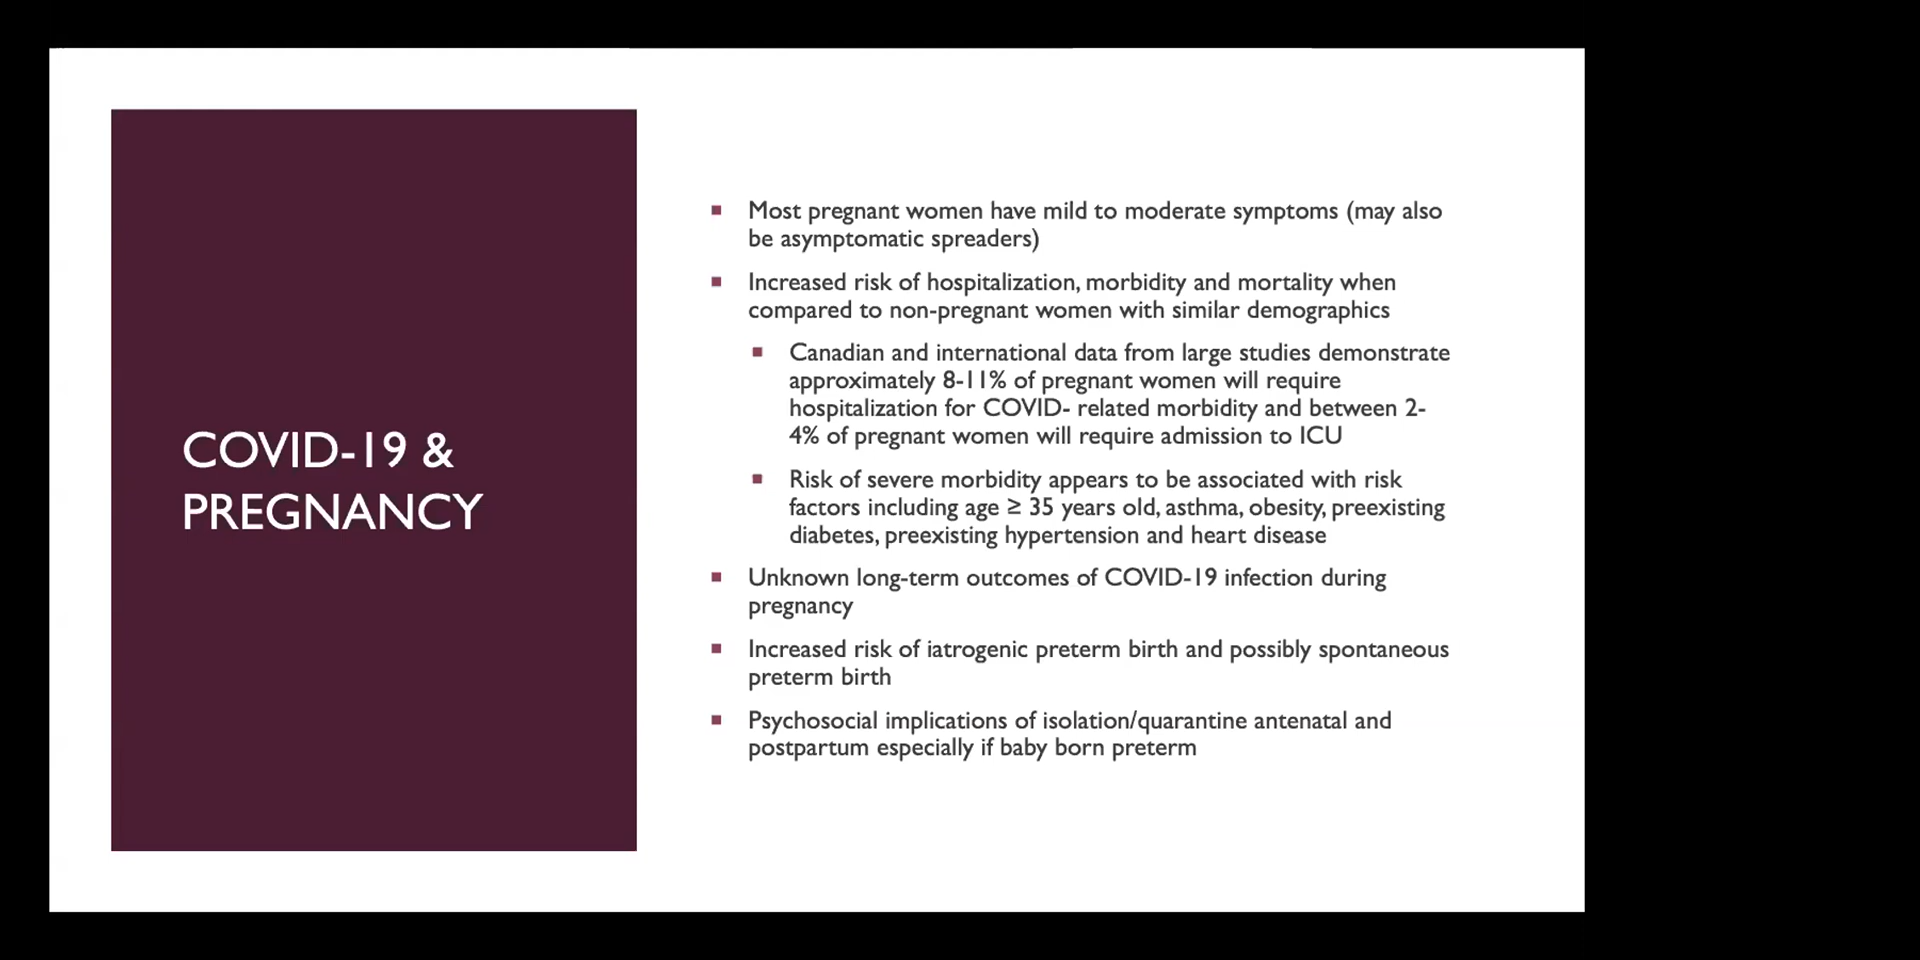 COVID-19 &
PREGNANCY
Most pregnant women have mild to moderate symptoms (may also
be asymptomatic spreaders)
Increased risk of hospitalization, morbidity and mortality when
compared to non-pregnant women with similar demographics
Canadian and international data from large studies demonstrate
approximately 8-11% of pregnant women will require
hospitalization for COVID- related morbidity and between 2-
4% of pregnant women will require admission to ICU
Risk of severe morbidity appears to be associated with risk
factors including age ≥ 35 years old, asthma, obesity, preexisting
diabetes, preexisting hypertension and heart disease
Unknown long-term outcomes of COVID-19 infection during
pregnancy
Increased risk of iatrogenic preterm birth and possibly spontaneous
preterm birth
Psychosocial implications of isolation/quarantine antenatal and
postpartum especially if baby born preterm